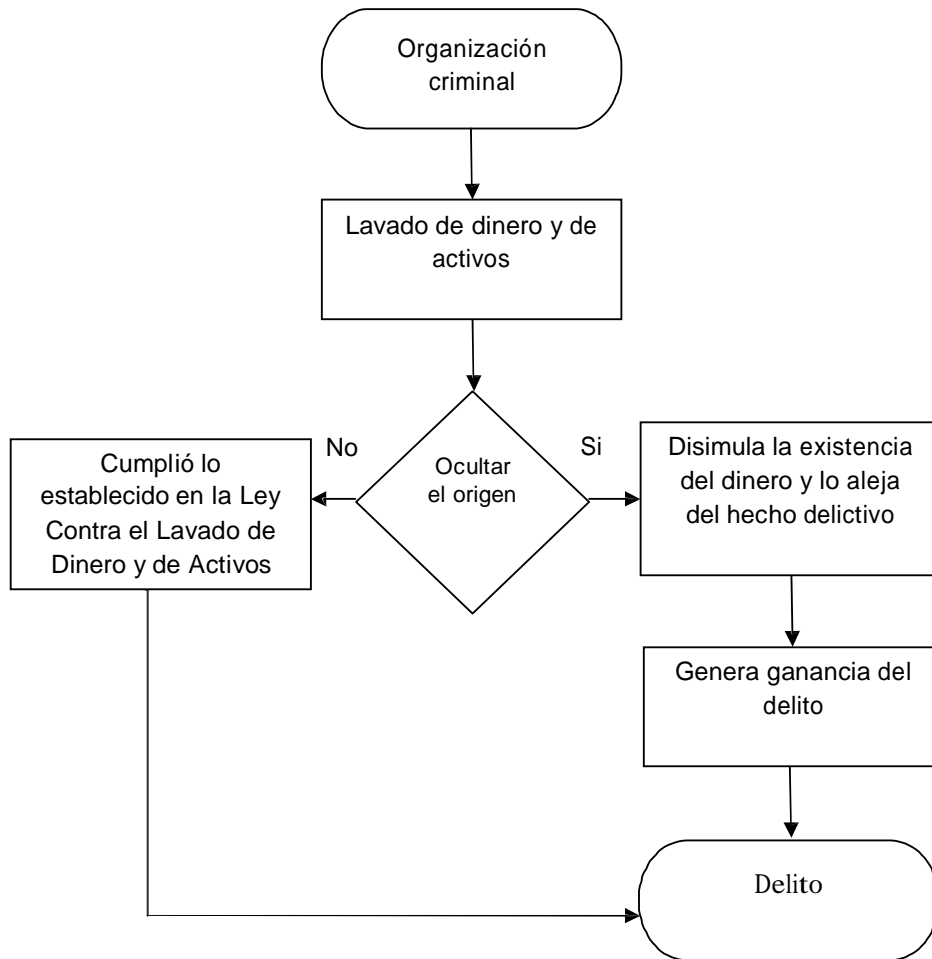 Organización
criminal
Lavado de dinero y de
activos
Ocultar
el origen
No
Si
Cumplió lo
establecido en la Ley
Contra el Lavado de
Dinero y de Activos
Disimula la existencia
del dinero y lo aleja
del hecho delictivo
Genera ganancia del
delito
Delito